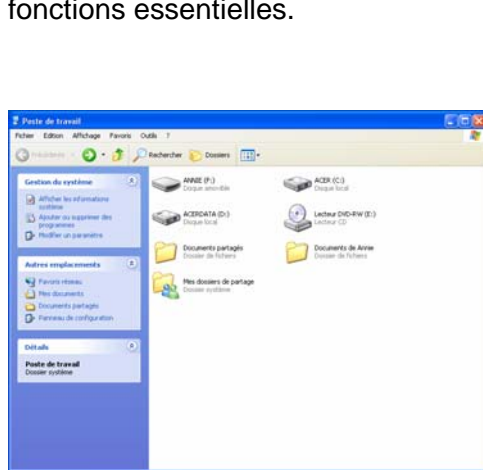 fonctions essentielles.
Poste de travail
Fichier Edition Affichage Favoris Outils ?
Précédente Rechercher Dossiers
Gestion du système
Afficher les informations
système
Ajouter ou supprimer des
programmes
Modifier un paramètre
Autres emplacements
Favoris réseau
Mes documents
Documents partagés
Panneau de configuration
Détails
Poste de travail
Dossier système
ANNIE (F:)
Disque amovible
ACER (C:)
Disque local
ACERDATA (D:)
Disque local
Lecteur DVD-RW (E:)
Lecteur CD
Documents partagés
Dossier de fichiers
Documents de Annie
Dossier de fichiers
Mes dossiers de partage
Dossier système